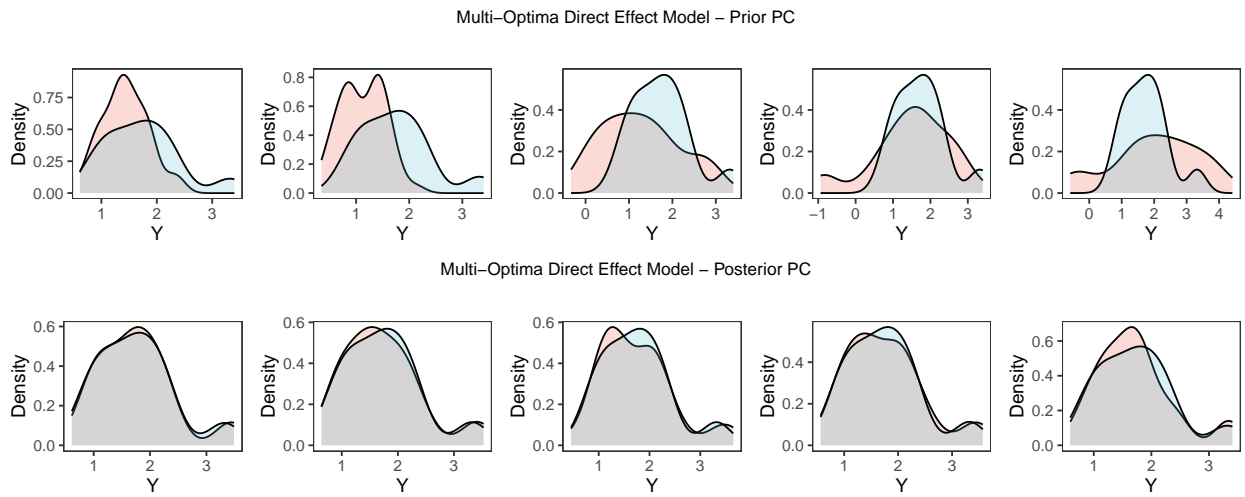 Multi−Optima Direct Effect Model − Prior PC
Density
0.75
0.50
0.25
0.00
1 2 3
Y
Density
0.8
0.6
0.4
0.2
0.0
1 2 3
Y
Density
0.4
0.2
0.0
0 1 2 3
Y
Density
0.4
0.2
0.0
−1 0 1 2 3
Y
Density
0.4
0.2
0.0
0 1 2 3 4
Y
Multi−Optima Direct Effect Model − Posterior PC
Density
0.6
0.4
0.2
0.0
1 2 3
Y
Density
0.6
0.4
0.2
0.0
1 2 3
Y
Density
0.6
0.4
0.2
0.0
1 2 3
Y
Density
0.4
0.2
0.0
1 2 3
Y
Density
0.6
0.4
0.2
0.0
1 2 3
Y